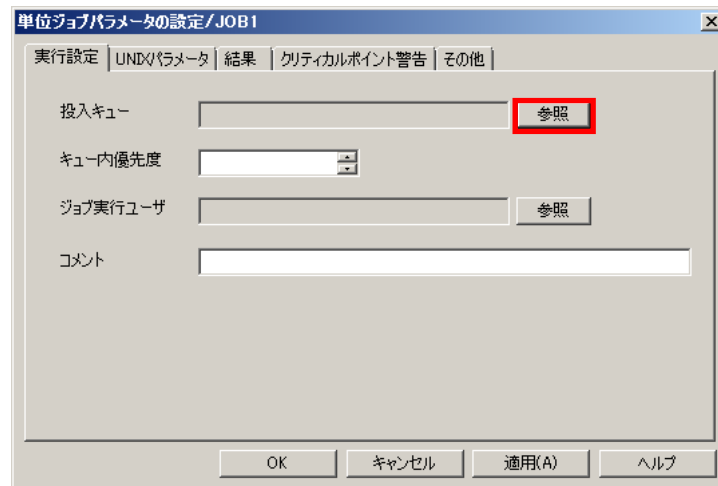 単位ジョブパラメータの設定/JOB1
実行設定 UNIXパラメータ 結果 クリティカルポイント警告 その他
投入キュー 参照
キュー内優先度
ジョブ実行ユーザ 参照
コメント
OK キャンセル 適用(A) ヘルプ